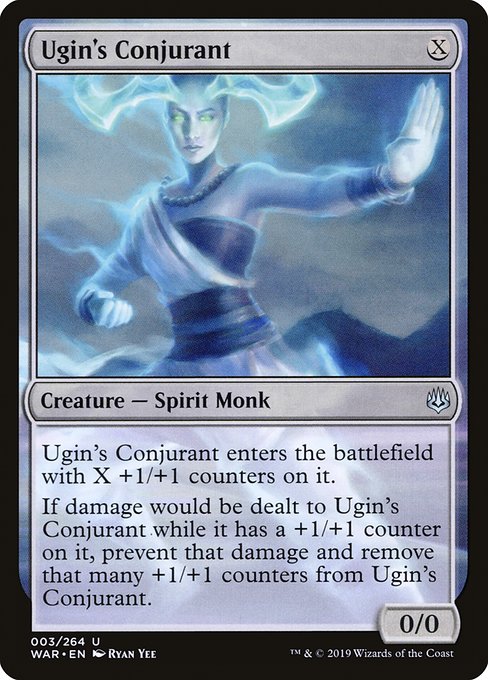 Ugin's Conjurant X
Creature — Spirit Monk
Ugin's Conjurant enters the battlefield
with X +1/+1 counters on it.
If damage would be dealt to Ugin's
Conjurant while it has a +1/+1 counter
on it, prevent that damage and remove
that many +1/+1 counters from Ugin's
Conjurant.
0/0
003/264 U
WAR • EN Ryan Yee
™ & © 2019 Wizards of the Coast